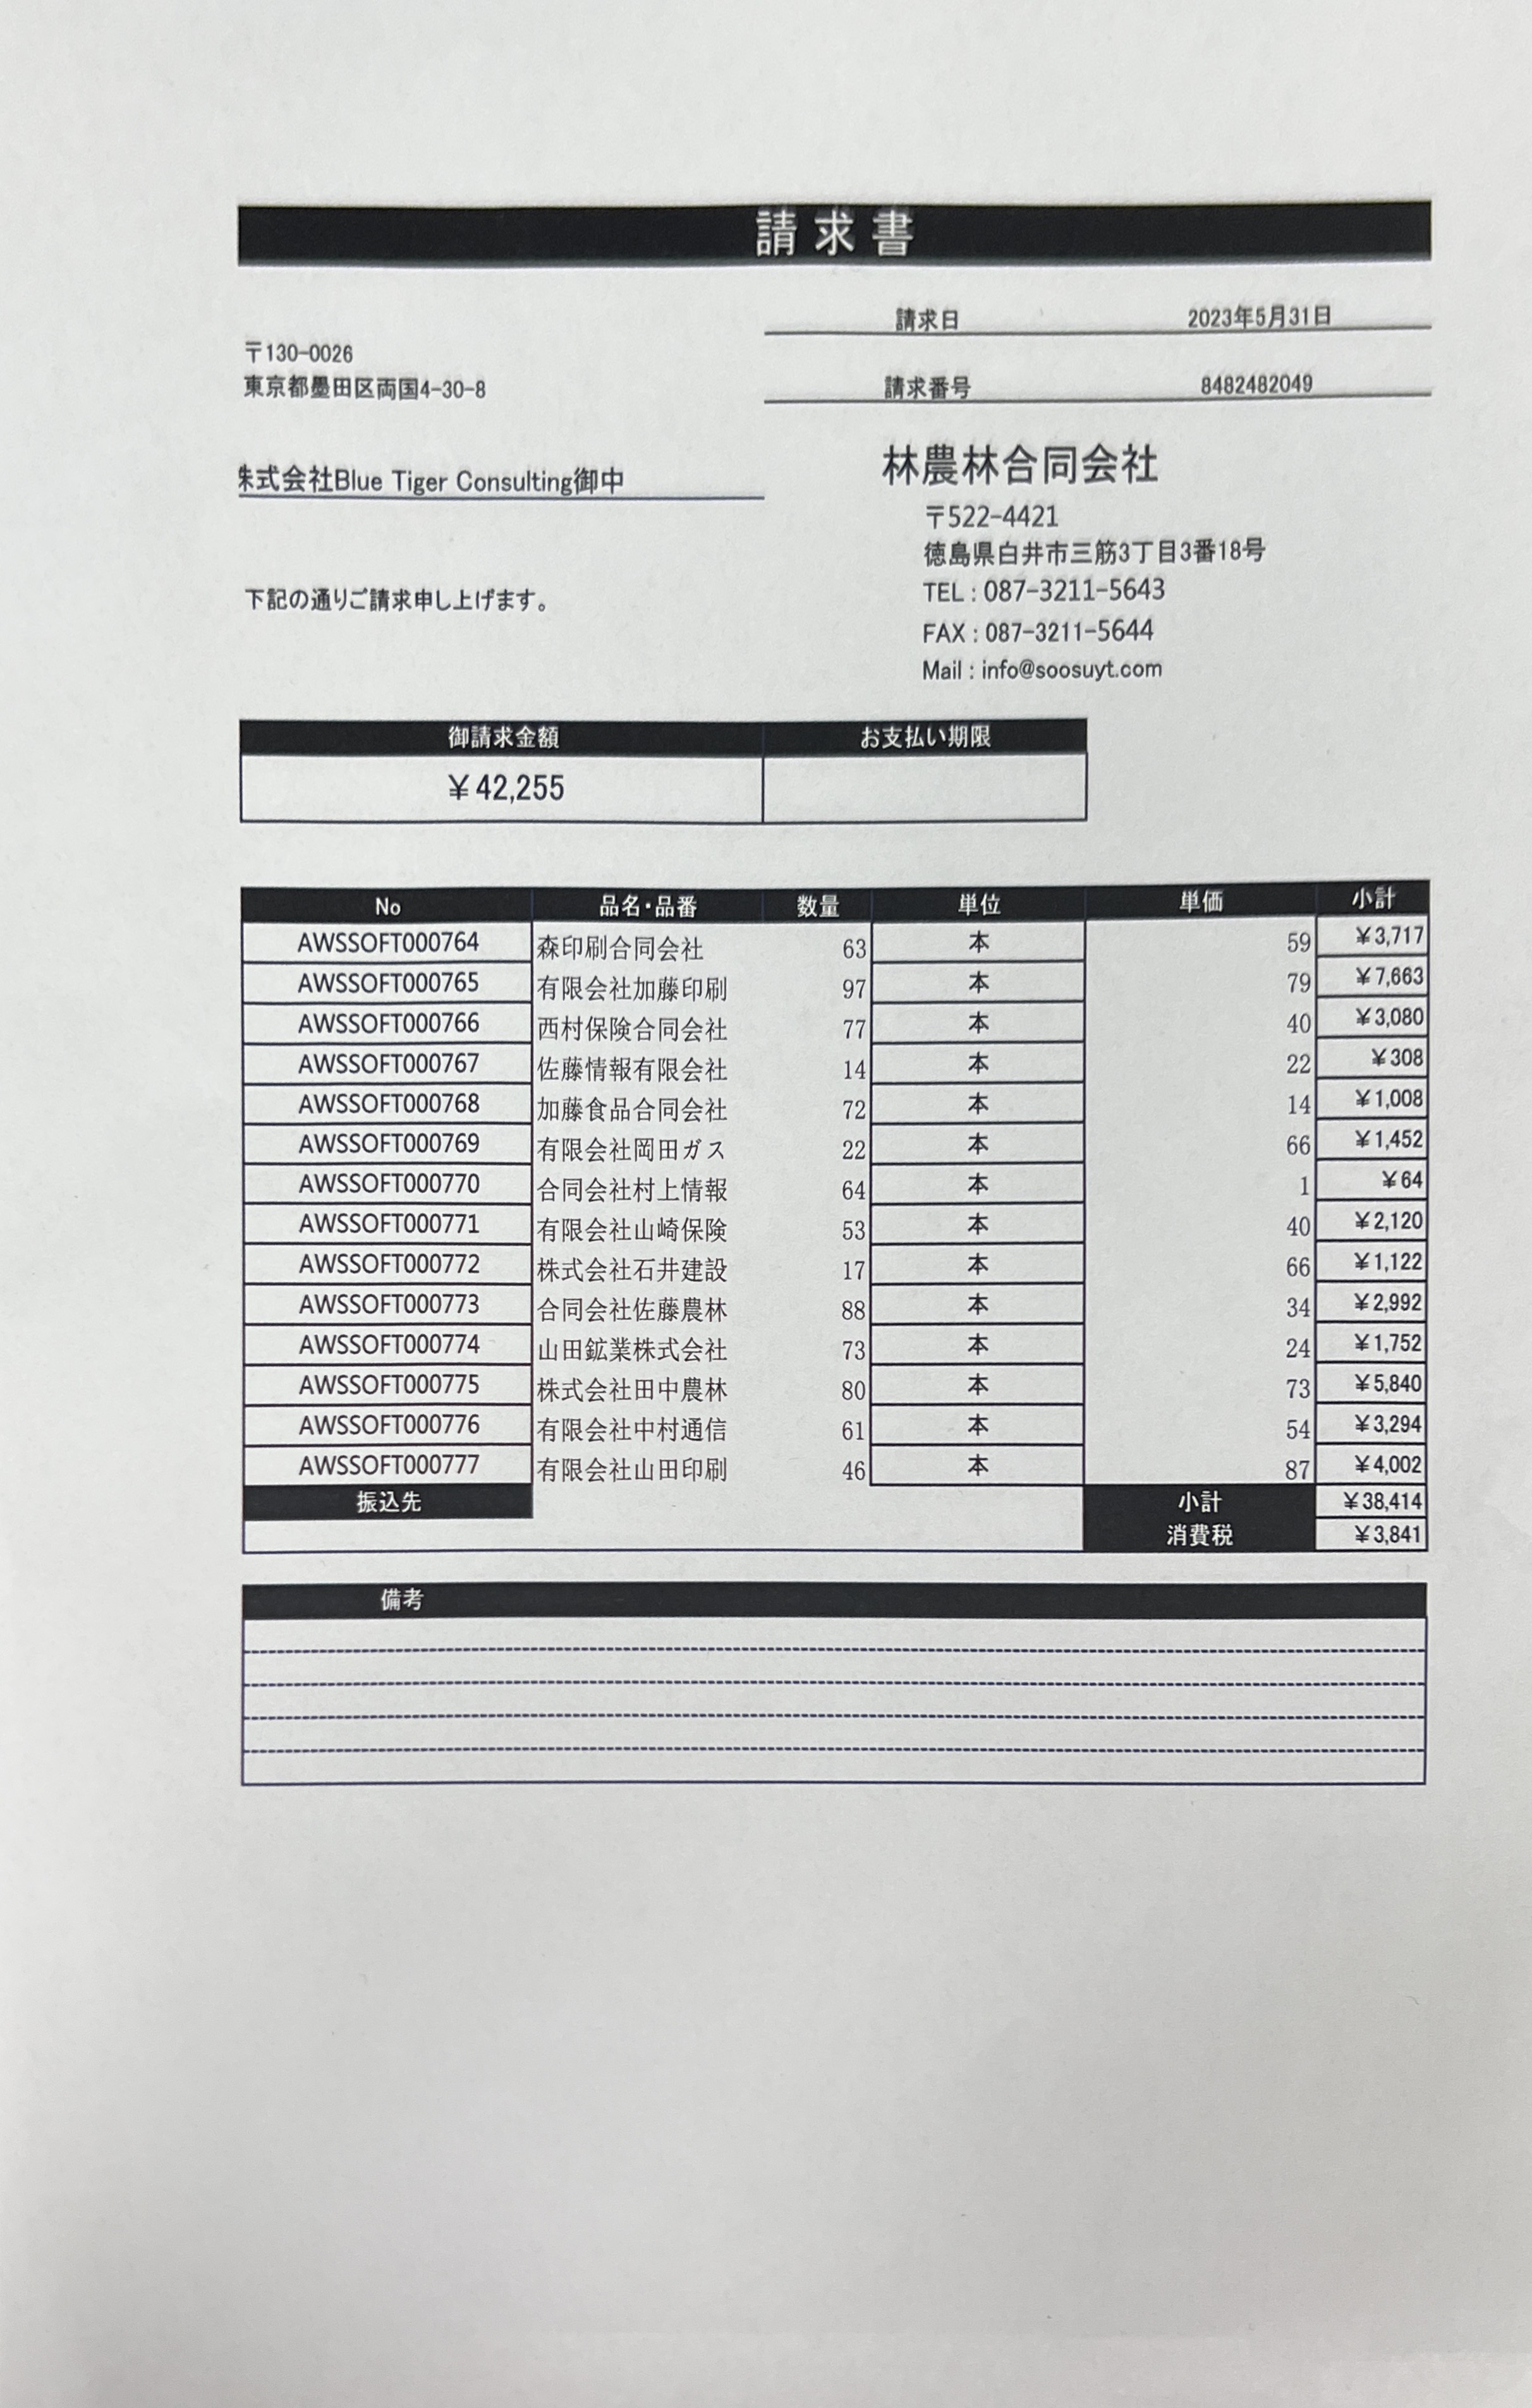 請求書
請求日 2023年5月31日
〒130-0026
東京都墨田区両国4-30-8
請求番号 8482482049
株式会社Blue Tiger Consulting御中
林農林合同会社
〒522-4421
徳島県白井市三筋3丁目3番18号
TEL : 087-3211-5643
FAX : 087-3211-5644
Mail : info@soosuyt.com
下記の通りご請求申し上げます。
御請求金額 お支払い期限
¥42,255
No 品名・品番 数量 単位 単価 小計
AWSSOFT000764 森印刷合同会社 63 本 59 ¥3,717
AWSSOFT000765 有限会社加藤印刷 97 本 79 ¥7,663
AWSSOFT000766 西村保険合同会社 77 本 40 ¥3,080
AWSSOFT000767 佐藤情報有限会社 14 本 22 ¥308
AWSSOFT000768 加藤食品合同会社 72 本 14 ¥1,008
AWSSOFT000769 有限会社岡田ガス 22 本 66 ¥1,452
AWSSOFT000770 合同会社村上情報 64 本 1 ¥64
AWSSOFT000771 有限会社山崎保険 53 本 40 ¥2,120
AWSSOFT000772 株式会社石井建設 17 本 66 ¥1,122
AWSSOFT000773 合同会社佐藤農林 88 本 34 ¥2,992
AWSSOFT000774 山田鉱業株式会社 73 本 24 ¥1,752
AWSSOFT000775 株式会社田中農林 80 本 73 ¥5,840
AWSSOFT000776 有限会社中村通信 61 本 54 ¥3,294
AWSSOFT000777 有限会社山田印刷 46 本 87 ¥4,002
振込先 小計 ¥38,414
消費税 ¥3,841
備考